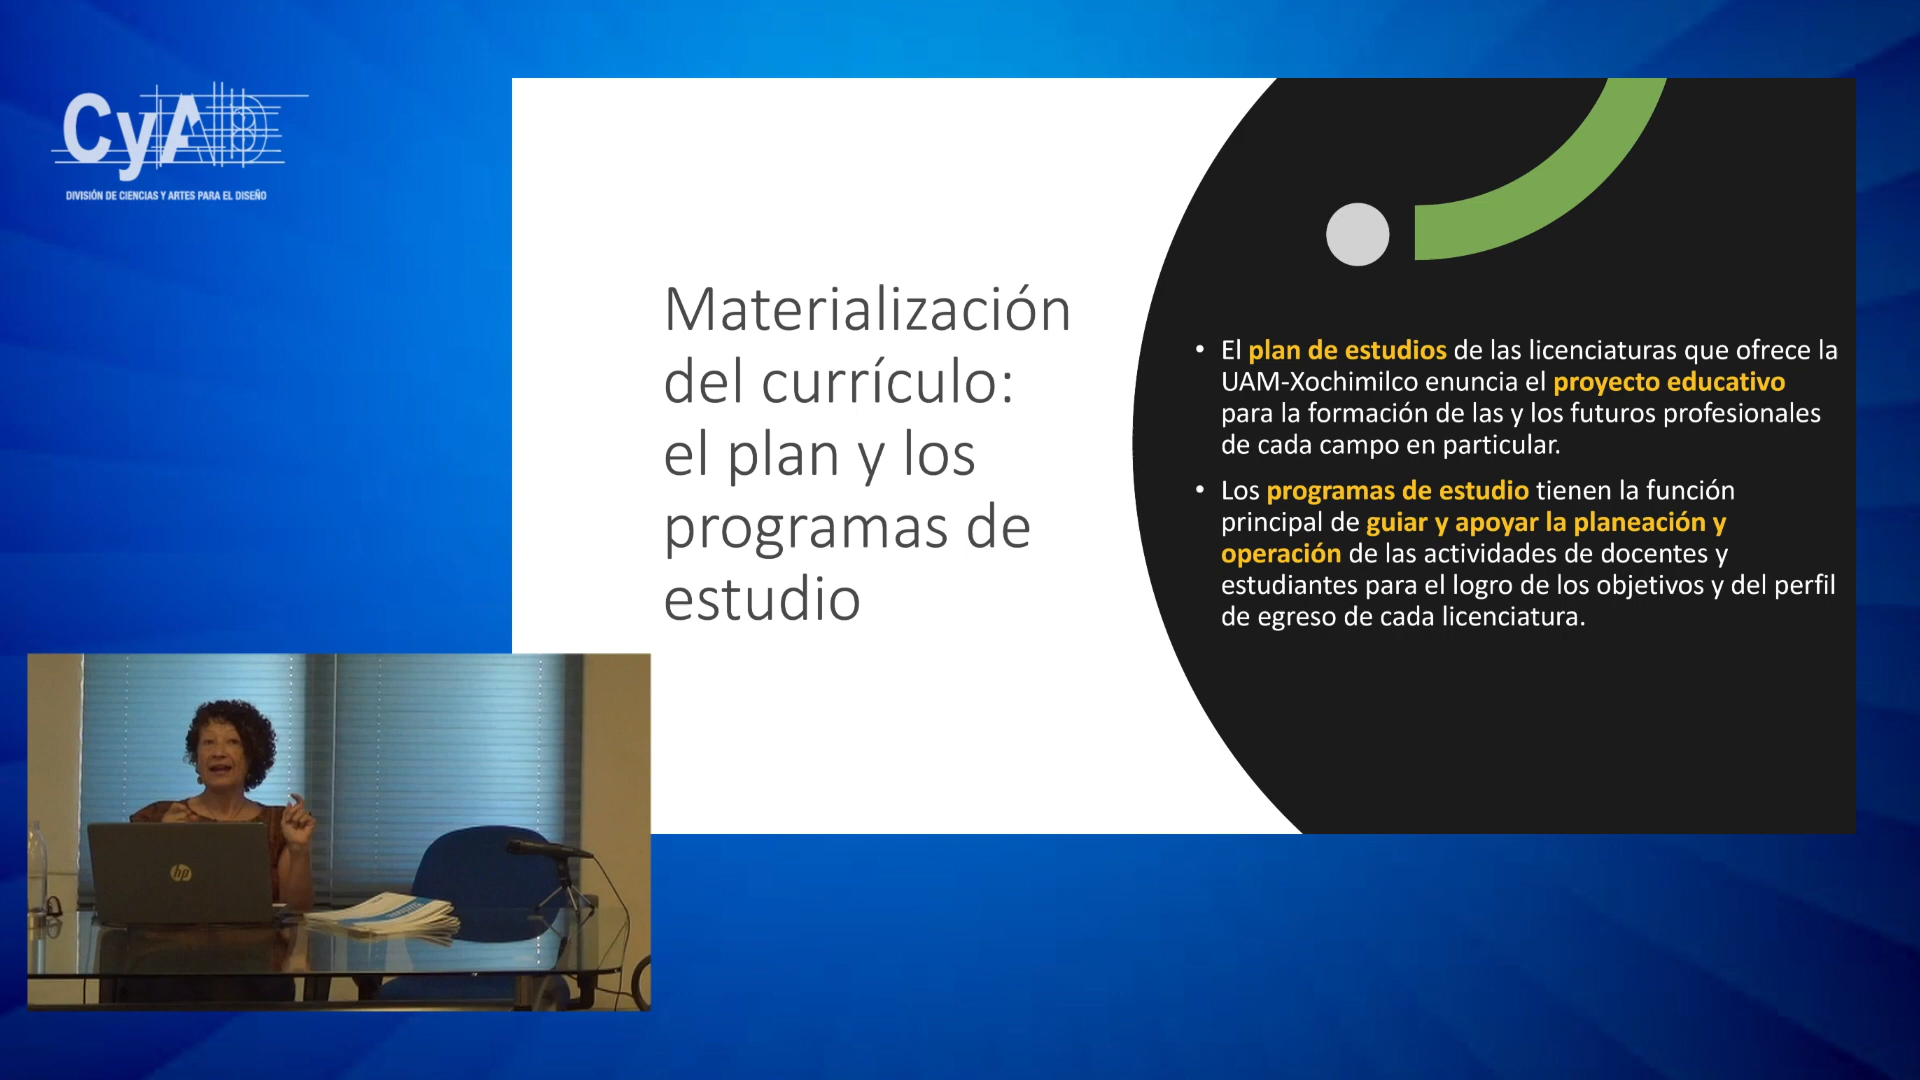 CyAD
DIVISIÓN DE CIENCIAS Y ARTES PARA EL DISEÑO
Materialización
del currículo:
el plan y los
programas de
estudio
• El plan de estudios de las licenciaturas que ofrece la
UAM-Xochimilco enuncia el proyecto educativo
para la formación de las y los futuros profesionales
de cada campo en particular.
• Los programas de estudio tienen la función
principal de guiar y apoyar la planeación y
operación de las actividades de docentes y
estudiantes para el logro de los objetivos y del perfil
de egreso de cada licenciatura.
hp